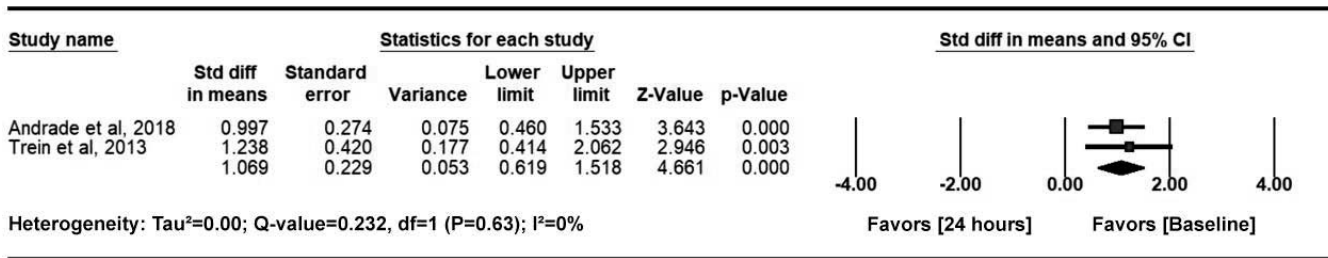 Study name Statistics for each study Std diff in means and 95% CI
Std diff Standard Lower Upper
in means error Variance limit limit Z-Value p-Value
Andrade et al, 2018 0.997 0.274 0.075 0.460 1.533 3.643 0.000
Trein et al, 2013 1.238 0.420 0.177 0.414 2.062 2.946 0.003
1.069 0.229 0.053 0.619 1.518 4.661 0.000
-4.00 -2.00 0.00 2.00 4.00
Heterogeneity: Tau²=0.00; Q-value=0.232, df=1 (P=0.63); I²=0% Favors [24 hours] Favors [Baseline]